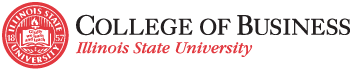 ILLINOIS STATE
UNIVERSITY
18 57
COLLEGE OF BUSINESS
Illinois State University